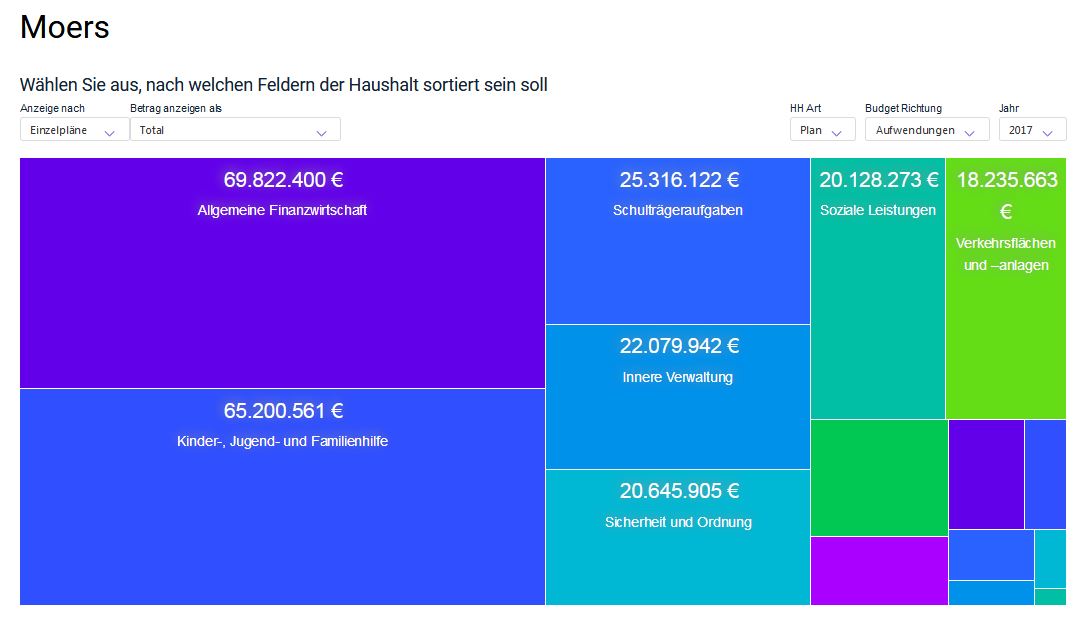 Moers
Wählen Sie aus, nach welchen Feldern der Haushalt sortiert sein soll
Anzeige nach
Betrag anzeigen als
HH Art
Budget Richtung
Jahr
Einzelpläne
Total
Plan
Aufwendungen
2017
69.822.400 €
Allgemeine Finanzwirtschaft
65.200.561 €
Kinder-, Jugend- und Familienhilfe
25.316.122 €
Schulträgeraufgaben
22.079.942 €
Innere Verwaltung
20.645.905 €
Sicherheit und Ordnung
20.128.273 €
Soziale Leistungen
18.235.663
€
Verkehrsflächen
und –anlagen